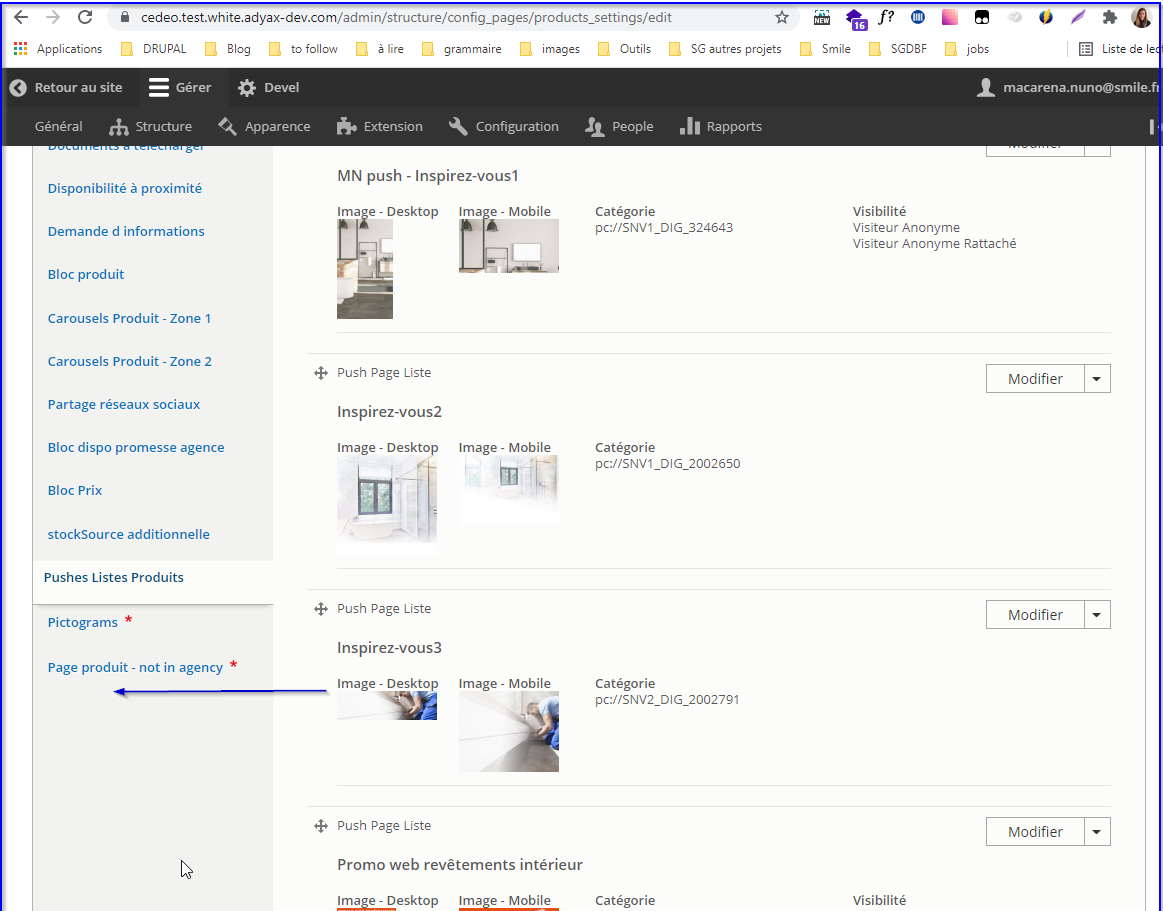 cedeo.test.white.adyax-dev.com/admin/structure/config_pages/products_settings/edit
NEW
16
f?
Applications
DRUPAL
Blog
to follow
à lire
grammaire
images
Outils
SG autres projets
Smile
SGDBF
jobs
Liste de lec
Retour au site
Gérer
Devel
macarena.nuno@smile.fr
Général
Structure
Apparence
Extension
Configuration
People
Rapports
Documents à télécharger
Disponibilité à proximité
Demande d informations
Bloc produit
Carousels Produit - Zone 1
Carousels Produit - Zone 2
Partage réseaux sociaux
Bloc dispo promesse agence
Bloc Prix
stockSource additionnelle
Pushes Listes Produits
Pictograms *
Page produit - not in agency *
Modifier
MN push - Inspirez-vous1
Image - Desktop
Image - Mobile
Catégorie
pc://SNV1_DIG_324643
Visibilité
Visiteur Anonyme
Visiteur Anonyme Rattaché
Push Page Liste
Modifier
Inspirez-vous2
Image - Desktop
Image - Mobile
Catégorie
pc://SNV1_DIG_2002650
Push Page Liste
Modifier
Inspirez-vous3
Image - Desktop
Image - Mobile
Catégorie
pc://SNV2_DIG_2002791
Push Page Liste
Modifier
Promo web revêtements intérieur
Image - Desktop
Image - Mobile
Catégorie
Visibilité